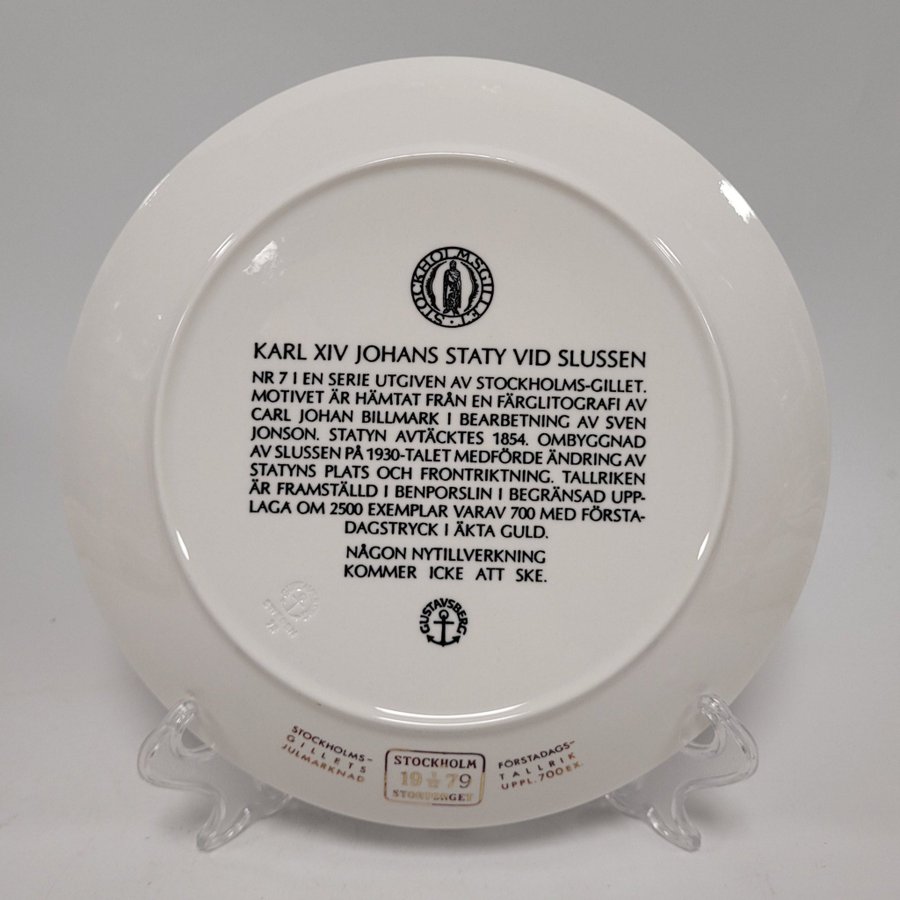 STOCKHOLMSGILLET
KARL XIV JOHANS STATY VID SLUSSEN
NR 7 I EN SERIE UTGIVEN AV STOCKHOLMS-GILLET.
MOTIVET ÄR HÄMTAT FRÅN EN FÄRGLITOGRAFI AV
CARL JOHAN BILLMARK I BEARBETNING AV SVEN
JONSON. STATYN AVTÄCKTES 1854. OMBYGGNAD
AV SLUSSEN PÅ 1930-TALET MEDFÖRDE ÄNDRING AV
STATYNS PLATS OCH FRONTRIKTNING. TALLRIKEN
ÄR FRAMSTÄLLD I BENPORSLIN I BEGRÄNSAD UPP-
LAGA OM 2500 EXEMPLAR VARAV 700 MED FÖRSTA-
DAGSTRYCK I ÄKTA GULD.
NÅGON NYTILLVERKNING
KOMMER ICKE ATT SKE.
GUSTAVSBERG
STOCKHOLMS-
GILLETS
JULMARKNAD
STOCKHOLM
19 79
STORTORGET
FÖRSTADAGS-
TALLRIK
UPPL. 700 EX.